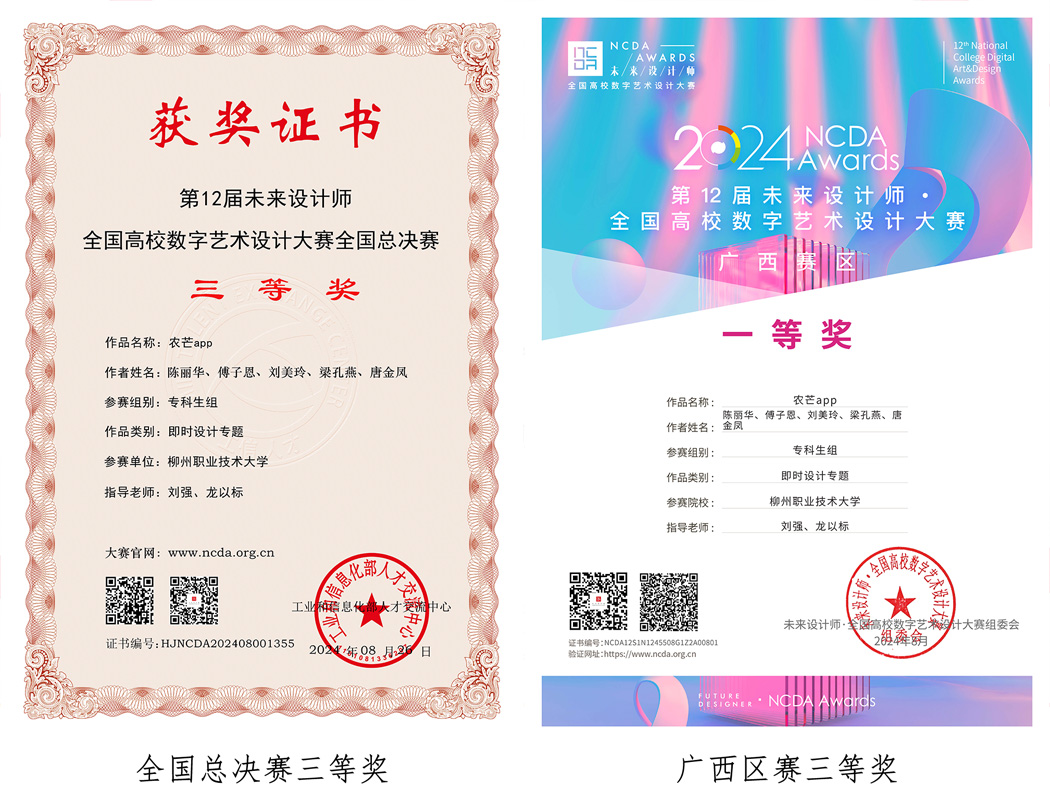 获奖证书
第12届未来设计师
全国高校数字艺术设计大赛全国总决赛
三等奖
作品名称：农芒app
作者姓名：陈丽华、傅子恩、刘美玲、梁孔燕、唐金凤
参赛组别：专科生组
作品类别：即时设计专题
参赛单位：柳州职业技术大学
指导老师：刘强、龙以标
大赛官网：www.ncda.org.cn
工业和信息化部人才交流中心
工业和信息化部人才交流中心
证书编号:HJNCDA202408001355
2024 年 08 月 26 日
全国总决赛三等奖
NCDA
AWARDS
未来设计师
全国高校数字艺术设计大赛
12th National
College Digital
Art&Design
Awards
2024 NCDA
Awards
第12届未来设计师·
全国高校数字艺术设计大赛
广西赛区
一等奖
作品名称：农芒app
作者姓名：陈丽华、傅子恩、刘美玲、梁孔燕、唐
金凤
参赛组别：专科生组
作品类别：即时设计专题
参赛院校：柳州职业技术大学
指导老师：刘强、龙以标
未来设计师·全国高校数字艺术设计大赛
组委会
未来设计师·全国高校数字艺术设计大赛组委会
2024年8月
证书编号:NCDA12S1N1245508G1Z2A00801
验证网址:https://www.ncda.org.cn
FUTURE
DESIGNER
NCDA Awards
广西区赛三等奖